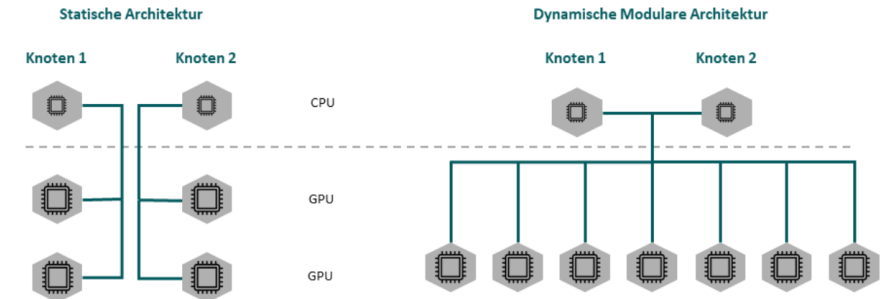 Statische Architektur
Dynamische Modulare Architektur
Knoten 1
Knoten 2
Knoten 1
Knoten 2
CPU
GPU
GPU